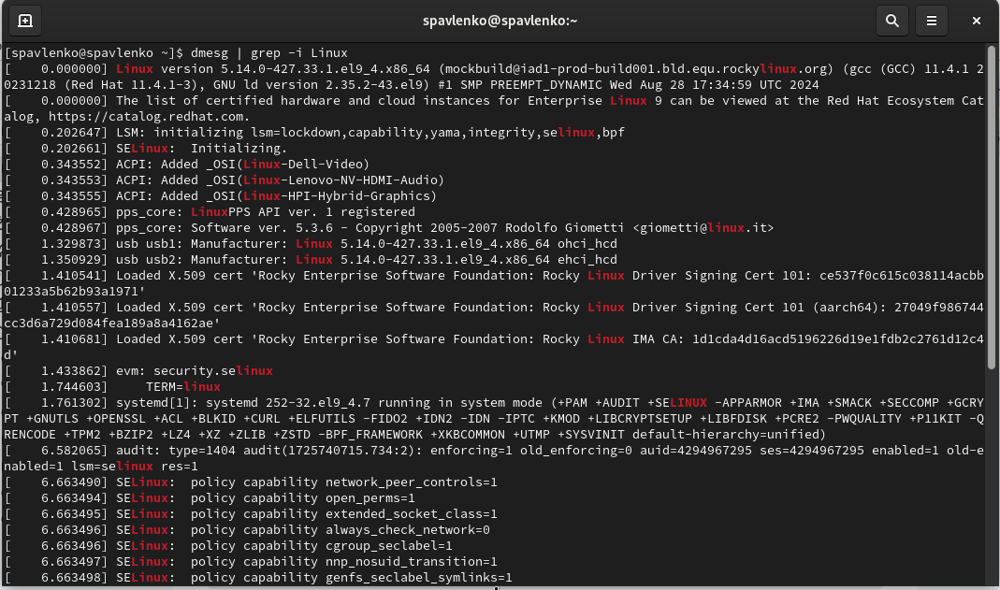 spavlenko@spavlenko:~
[spavlenko@spavlenko ~]$ dmesg | grep -i Linux
[    0.000000] Linux version 5.14.0-427.33.1.el9_4.x86_64 (mockbuild@iad1-prod-build001.bld.equ.rockylinux.org) (gcc (GCC) 11.4.1 2
0231218 (Red Hat 11.4.1-3), GNU ld version 2.35.2-43.el9) #1 SMP PREEMPT_DYNAMIC Wed Aug 28 17:34:59 UTC 2024
[    0.000000] The list of certified hardware and cloud instances for Enterprise Linux 9 can be viewed at the Red Hat Ecosystem Cat
alog, https://catalog.redhat.com.
[    0.202647] LSM: initializing lsm=lockdown,capability,yama,integrity,selinux,bpf
[    0.202661] SELinux:  Initializing.
[    0.343552] ACPI: Added _OSI(Linux-Dell-Video)
[    0.343553] ACPI: Added _OSI(Linux-Lenovo-NV-HDMI-Audio)
[    0.343555] ACPI: Added _OSI(Linux-HPI-Hybrid-Graphics)
[    0.428965] pps_core: LinuxPPS API ver. 1 registered
[    0.428967] pps_core: Software ver. 5.3.6 - Copyright 2005-2007 Rodolfo Giometti <giometti@linux.it>
[    1.329873] usb usb1: Manufacturer: Linux 5.14.0-427.33.1.el9_4.x86_64 ohci_hcd
[    1.350929] usb usb2: Manufacturer: Linux 5.14.0-427.33.1.el9_4.x86_64 ehci_hcd
[    1.410541] Loaded X.509 cert 'Rocky Enterprise Software Foundation: Rocky Linux Driver Signing Cert 101: ce537f0c615c038114acbb
01233a5b62b93a1971'
[    1.410557] Loaded X.509 cert 'Rocky Enterprise Software Foundation: Rocky Linux Driver Signing Cert 101 (aarch64): 27049f986744
cc3d6a729d084fea189a8a4162ae'
[    1.410681] Loaded X.509 cert 'Rocky Enterprise Software Foundation: Rocky Linux IMA CA: 1d1cda4d16acd5196226d19e1fdb2c2761d12c4
d'
[    1.433862] evm: security.selinux
[    1.744603]     TERM=linux
[    1.761302] systemd[1]: systemd 252-32.el9_4.7 running in system mode (+PAM +AUDIT +SELINUX -APPARMOR +IMA +SMACK +SECCOMP +GCRY
PT +GNUTLS +OPENSSL +ACL +BLKID +CURL +ELFUTILS -FIDO2 +IDN2 -IDN -IPTC +KMOD +LIBCRYPTSETUP +LIBFDISK +PCRE2 -PWQUALITY +P11KIT -Q
RENCODE +TPM2 +BZIP2 +LZ4 +XZ +ZLIB +ZSTD -BPF_FRAMEWORK +XKBCOMMON +UTMP +SYSVINIT default-hierarchy=unified)
[    6.582065] audit: type=1404 audit(1725740715.734:2): enforcing=1 old_enforcing=0 auid=4294967295 ses=4294967295 enabled=1 old-e
nabled=1 lsm=selinux res=1
[    6.663490] SELinux:  policy capability network_peer_controls=1
[    6.663494] SELinux:  policy capability open_perms=1
[    6.663495] SELinux:  policy capability extended_socket_class=1
[    6.663496] SELinux:  policy capability always_check_network=0
[    6.663496] SELinux:  policy capability cgroup_seclabel=1
[    6.663497] SELinux:  policy capability nnp_nosuid_transition=1
[    6.663498] SELinux:  policy capability genfs_seclabel_symlinks=1